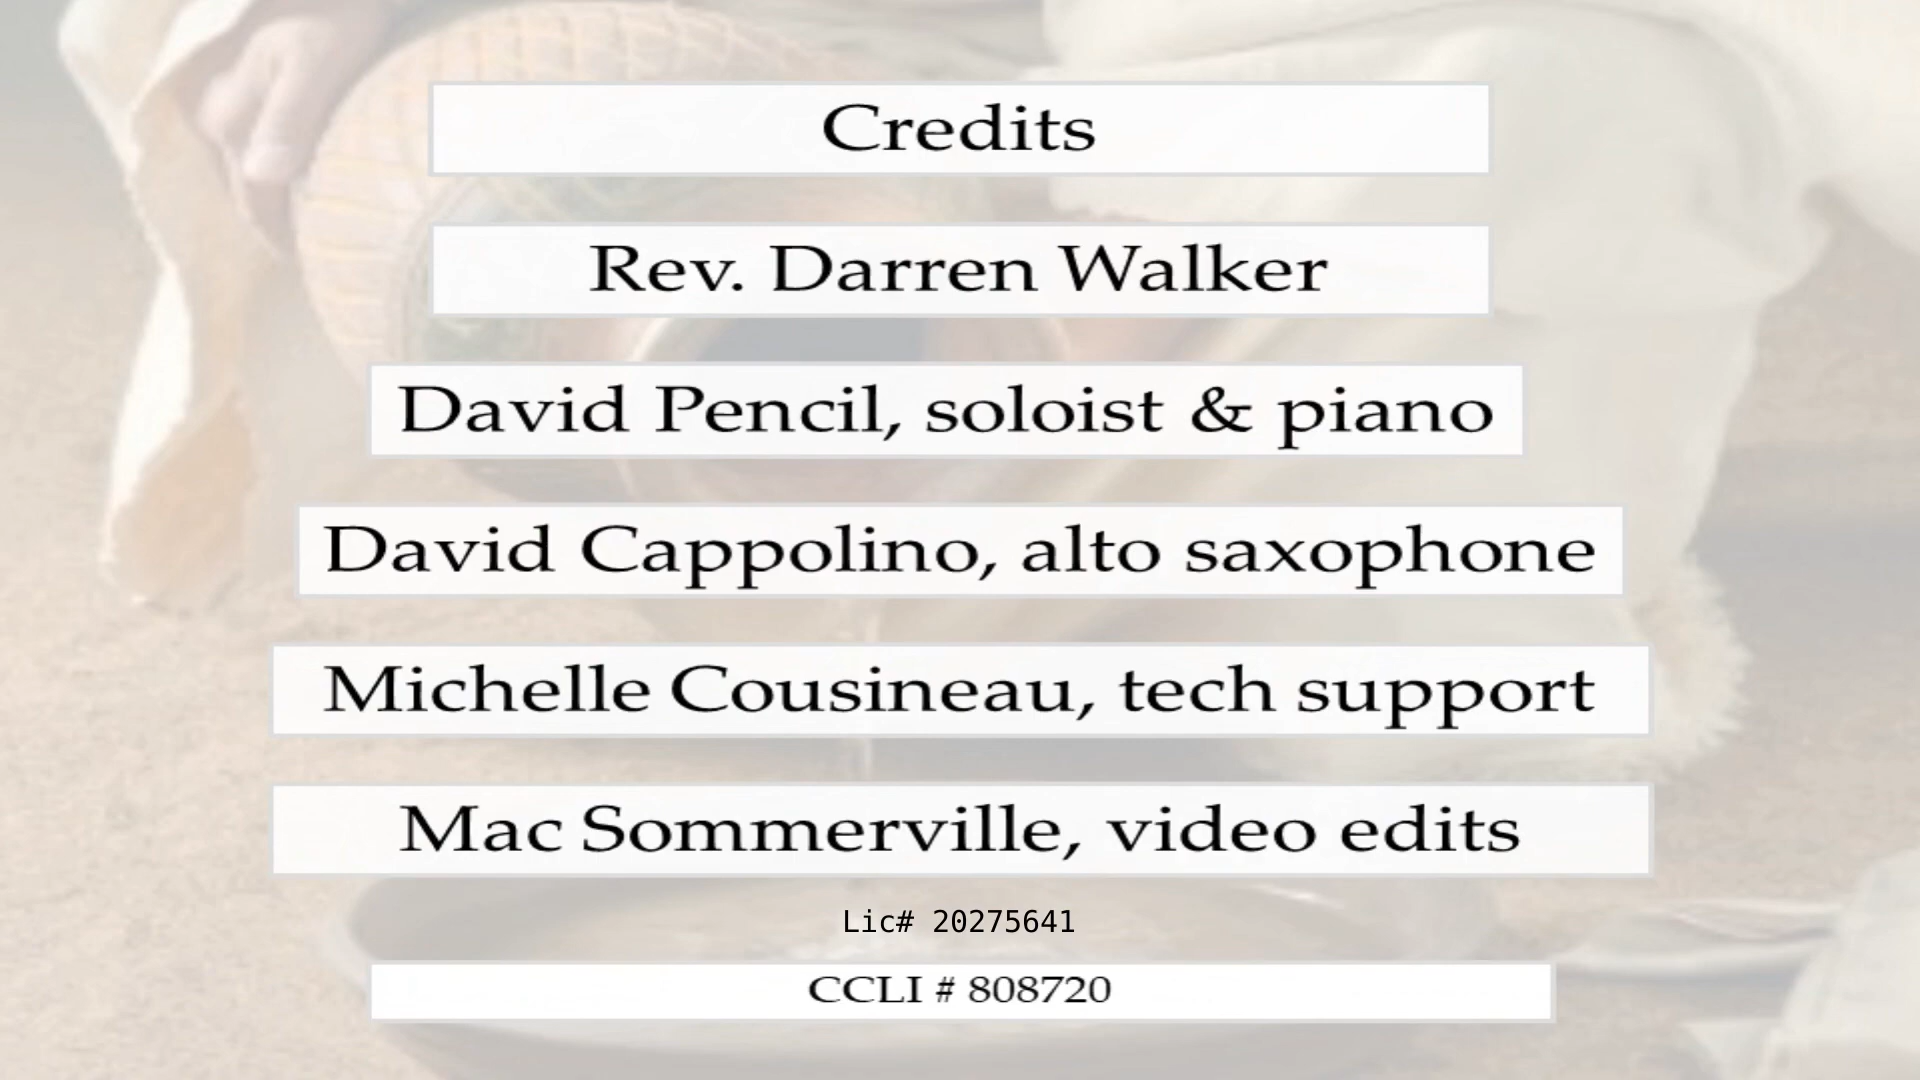 Credits
Rev. Darren Walker
David Pencil, soloist & piano
David Cappolino, alto saxophone
Michelle Cousineau, tech support
Mac Sommerville, video edits
Lic# 20275641
CCLI # 808720